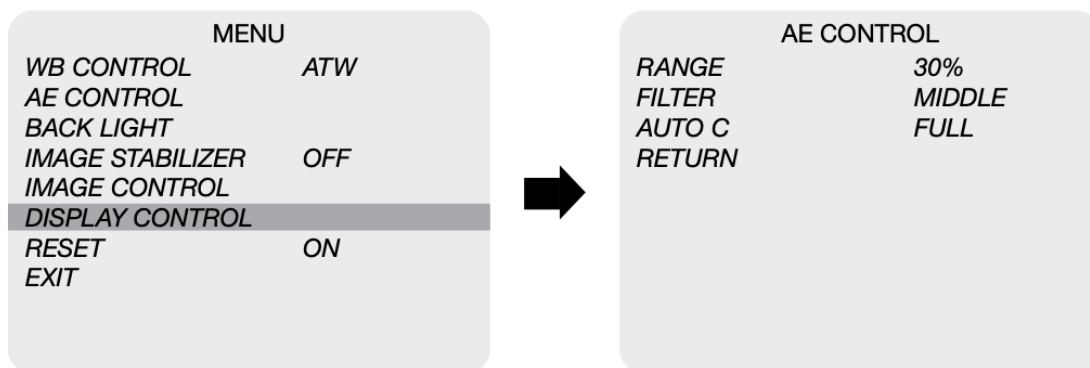 MENU
WB CONTROL ATW
AE CONTROL
BACK LIGHT
IMAGE STABILIZER OFF
IMAGE CONTROL
DISPLAY CONTROL
RESET ON
EXIT
AE CONTROL
RANGE 30%
FILTER MIDDLE
AUTO C FULL
RETURN